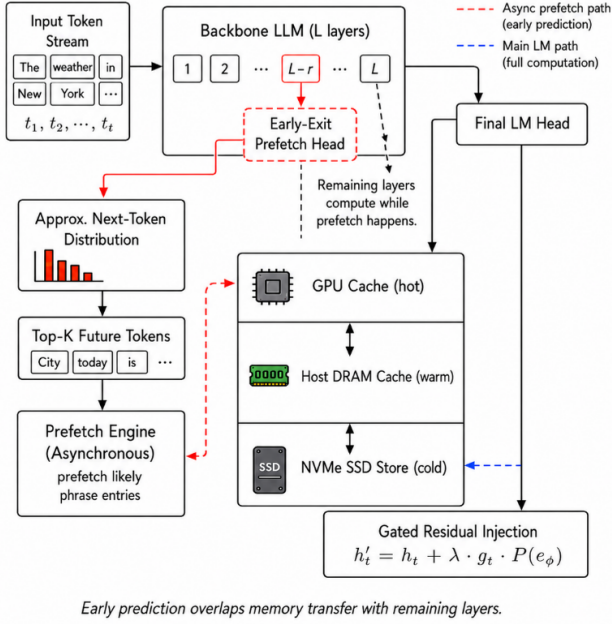 Input Token
Stream
The weather in
New York ...
t₁, t₂, ⋯, tₜ
Backbone LLM (L layers)
1 2 ... L−r ... L
Early-Exit
Prefetch Head
Async prefetch path
(early prediction)
Main LM path
(full computation)
Final LM Head
Remaining layers
compute while
prefetch happens.
Approx. Next-Token
Distribution
Top-K Future Tokens
City today is ...
Prefetch Engine
(Asynchronous)
prefetch likely
phrase entries
GPU Cache (hot)
0000
Host DRAM Cache (warm)
SSD
NVMe SSD Store (cold)
Gated Residual Injection
h′ₜ = hₜ + λ · gₜ · P(e_ϕ)
Early prediction overlaps memory transfer with remaining layers.